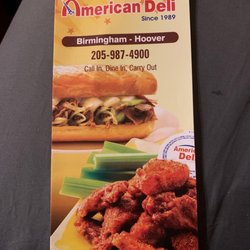 American Deli
Since 1989
Birmingham - Hoover
205-987-4900
Call In, Dine In, Carry Out
American
Deli